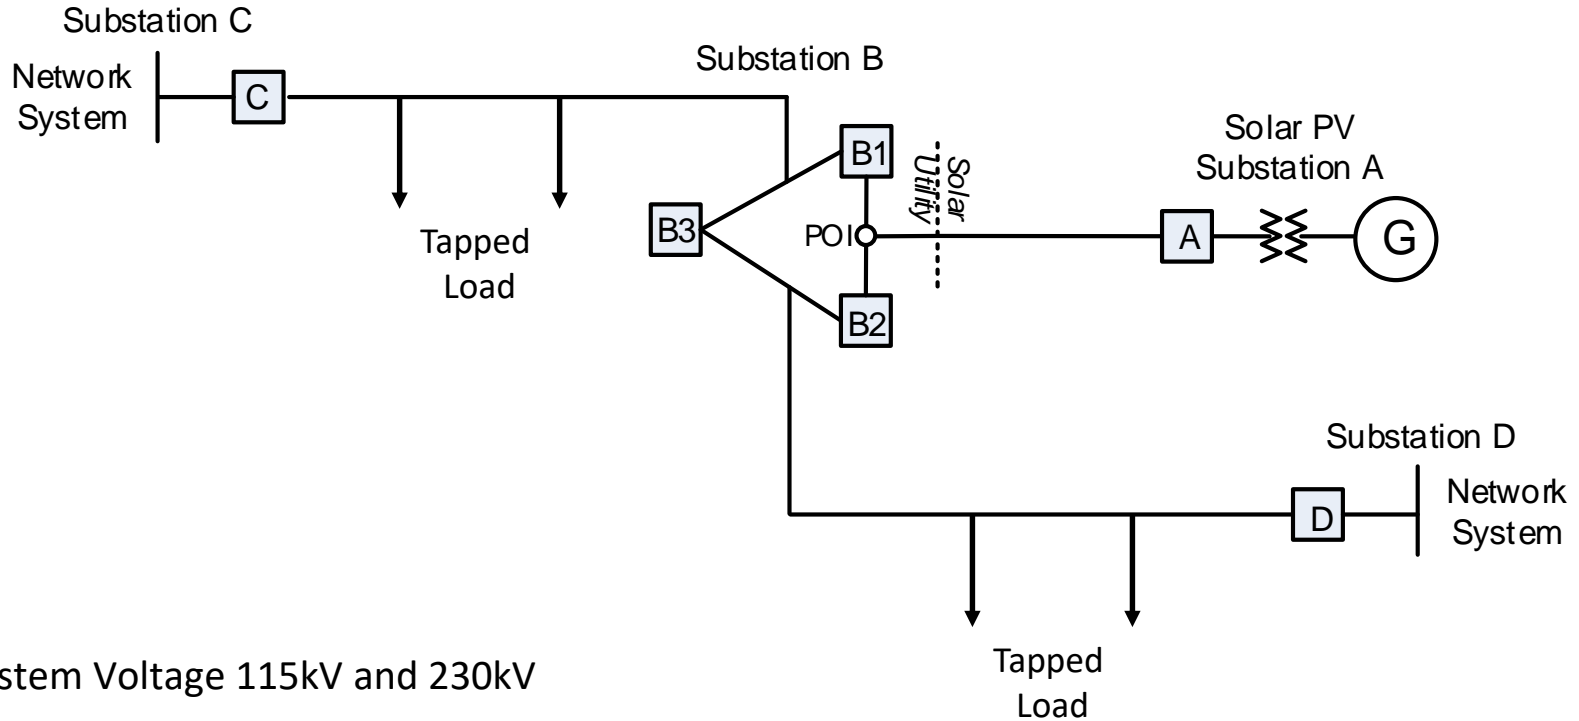 Substation C
Network
System
C
Substation B
B1
B3
POI
B2
Utility
Solar
Solar PV
Substation A
A
G
Tapped
Load
Substation D
Network
System
D
Tapped
Load
stem Voltage 115kV and 230kV